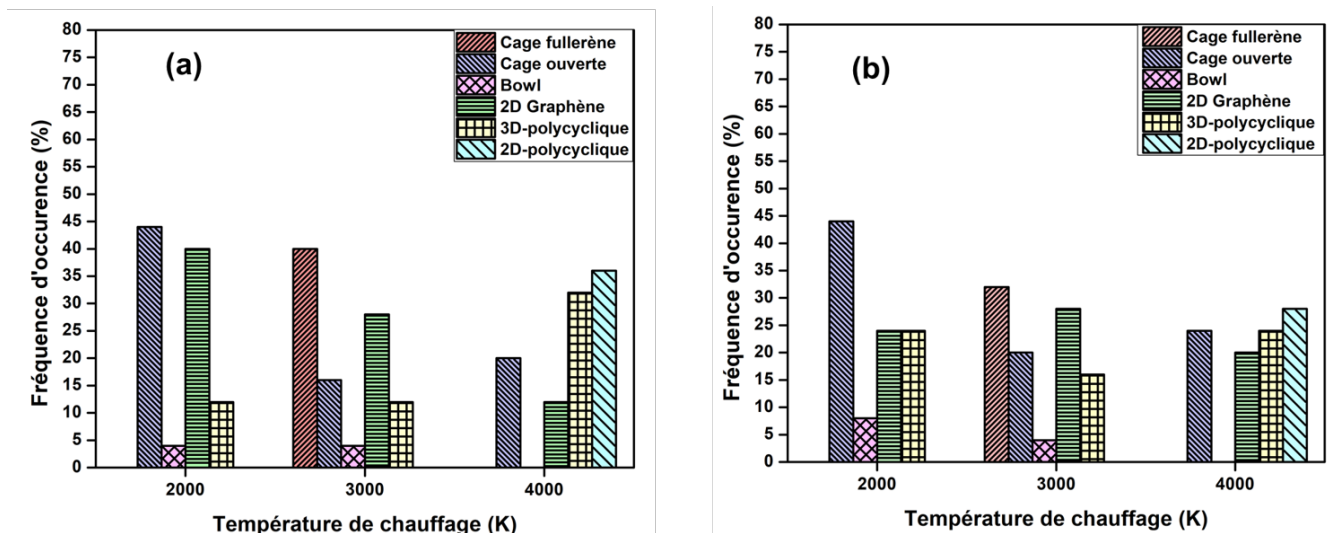 (a)
Cage fullerène
Cage ouverte
Bowl
2D Graphène
3D-polycyclique
2D-polycyclique
Fréquence d'occurence (%)
80
75
70
65
60
55
50
45
40
35
30
25
20
15
10
5
0
2000 3000 4000
Température de chauffage (K)
(b)
Cage fullerène
Cage ouverte
Bowl
2D Graphène
3D-polycyclique
2D-polycyclique
Fréquence d'occurence (%)
80
75
70
65
60
55
50
45
40
35
30
25
20
15
10
5
0
2000 3000 4000
Température de chauffage (K)